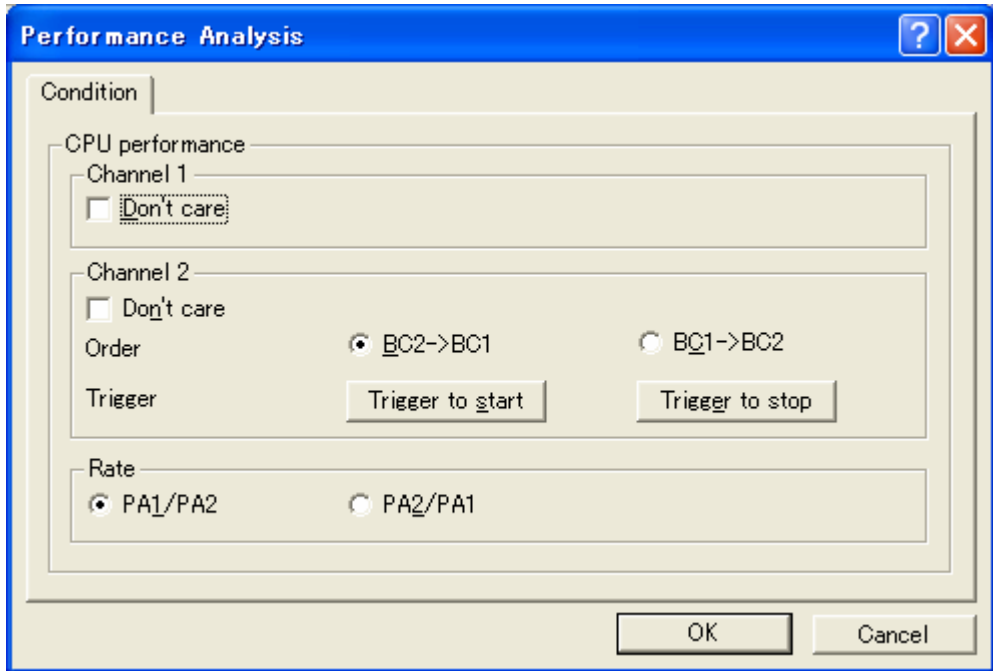 Performance Analysis
Condition
CPU performance
Channel 1
Don't care
Channel 2
Don't care
Order BC2->BC1 BC1->BC2
Trigger Trigger to start Trigger to stop
Rate
PA1/PA2 PA2/PA1
OK Cancel